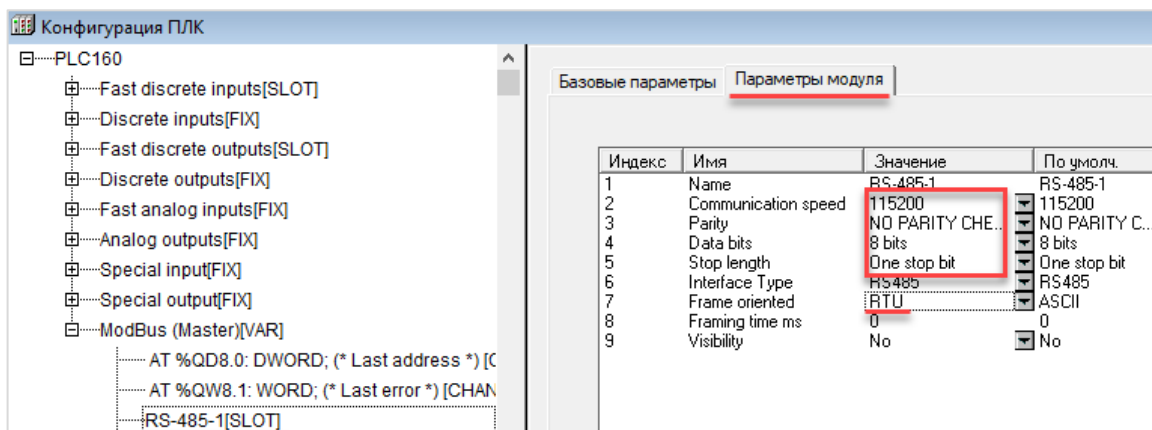 Конфигурация ПЛК
PLC160
Fast discrete inputs[SLOT]
Discrete inputs[FIX]
Fast discrete outputs[SLOT]
Discrete outputs[FIX]
Fast analog inputs[FIX]
Analog outputs[FIX]
Special input[FIX]
Special output[FIX]
ModBus (Master)[VAR]
AT %QD8.0: DWORD; (* Last address *) [C
AT %QW8.1: WORD; (* Last error *) [CHAN
RS-485-1[SLOT]
Базовые параметры Параметры модуля
Индекс Имя Значение По умолч.
1 Name RS-485-1 RS-485-1
2 Communication speed 115200 115200
3 Parity NO PARITY CHE... NO PARITY C...
4 Data bits 8 bits 8 bits
5 Stop length One stop bit One stop bit
6 Interface Type RS485 RS485
7 Frame oriented RTU ASCII
8 Framing time ms 0 0
9 Visibility No No